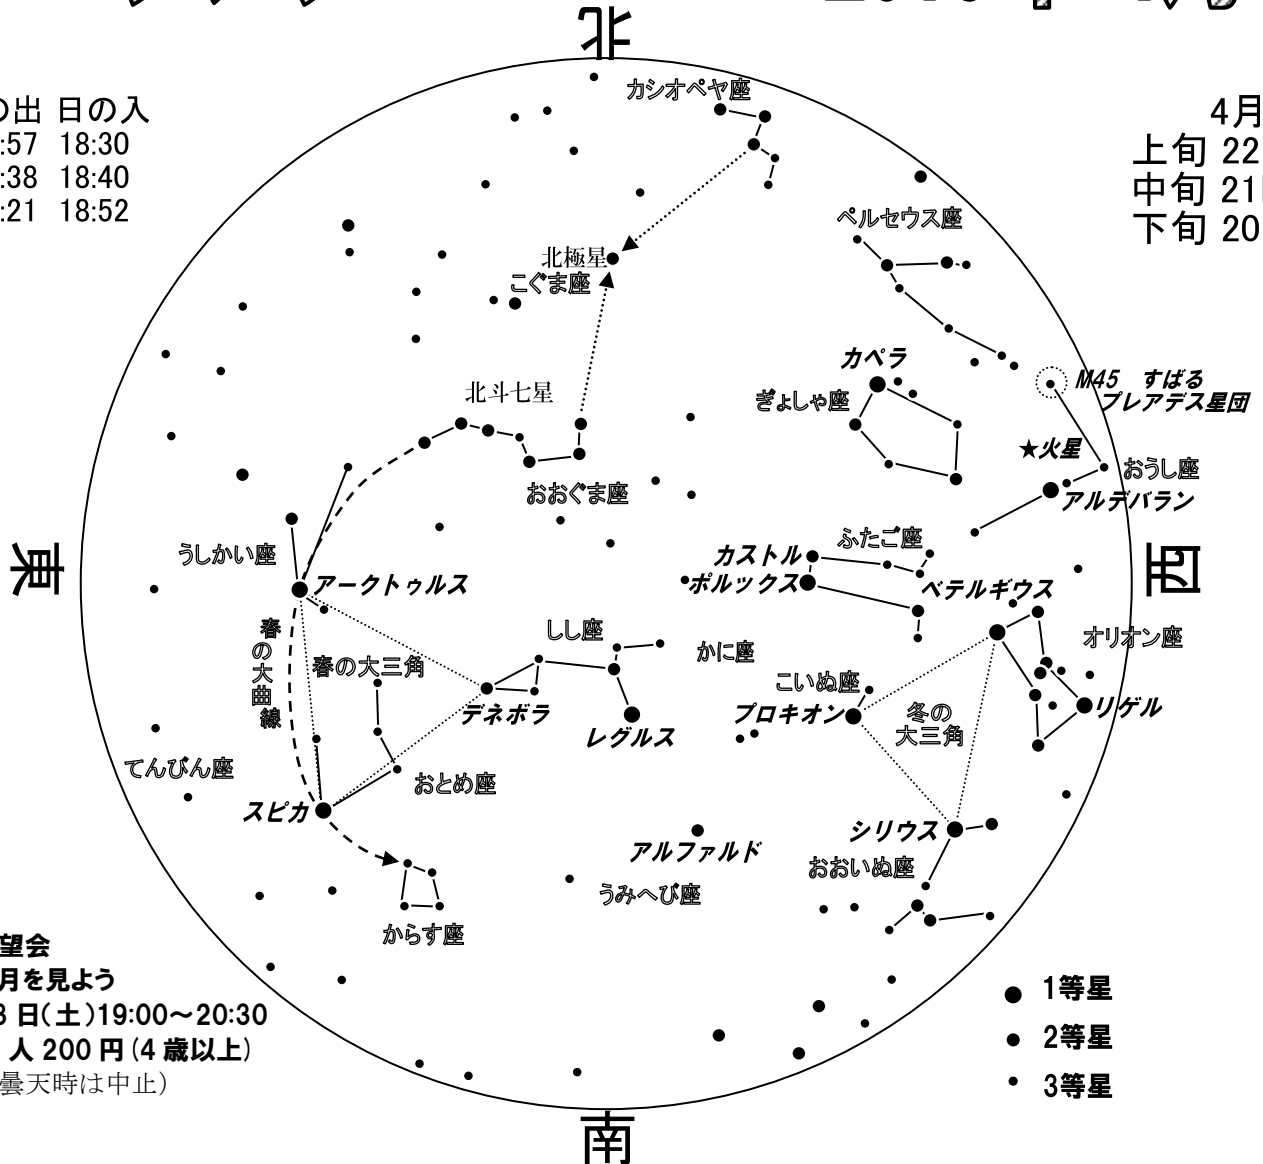 北
の出 日の入
:57 18:30
:38 18:40
:21 18:52
4月
上旬 22
中旬 21
下旬 20
カシオペヤ座
ペルセウス座
北極星
こぐま座
カペラ
ぎょしゃ座
M45 すばる
プレアデス星団
北斗七星
★火星
おうし座
アルデバラン
おおぐま座
東
西
うしかい座
アークトゥルス
カストル
ふたご座
ポルックス
ベテルギウス
オリオン座
しし座
かに座
春の大曲線
春の大三角
こいぬ座
デネボラ
レグルス
プロキオン
冬の
大三角
リゲル
てんびん座
おとめ座
スピカ
アルファルド
シリウス
おおいぬ座
うみへび座
からす座
望会
月を見よう
日(土)19:00～20:30
人 200 円(4 歳以上)
曇天時は中止)
1等星
2等星
3等星
南